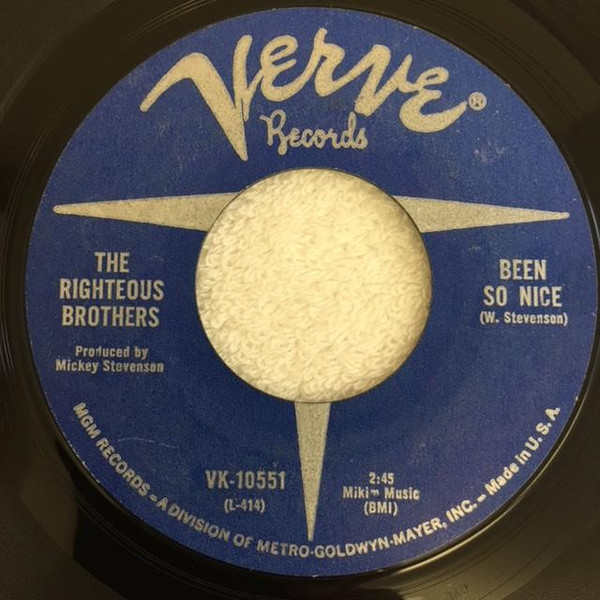 Verve®
Records
THE
RIGHTEOUS
BROTHERS
Produced by
Mickey Stevenson
BEEN
SO NICE
(W. Stevenson)
VK-10551
(L-414)
2:45
Miki™ Music
(BMI)
MGM RECORDS – A DIVISION OF METRO-GOLDWYN-MAYER, INC. – Made in U. S. A.